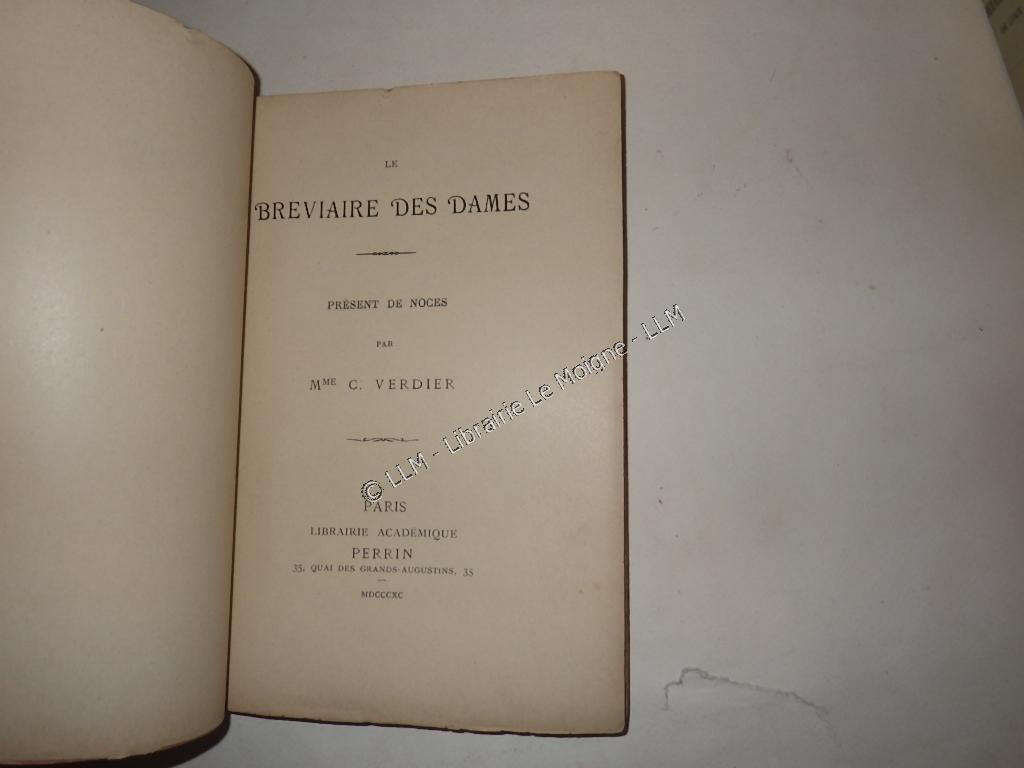 LE
BREVIAIRE DES DAMES
PRÉSENT DE NOCES
PAR
MME C. VERDIER
© LLM - Librairie Le Moigne - LLM
PARIS
LIBRAIRIE ACADÉMIQUE
PERRIN
35, QUAI DES GRANDS-AUGUSTINS, 35
MDCCCXC